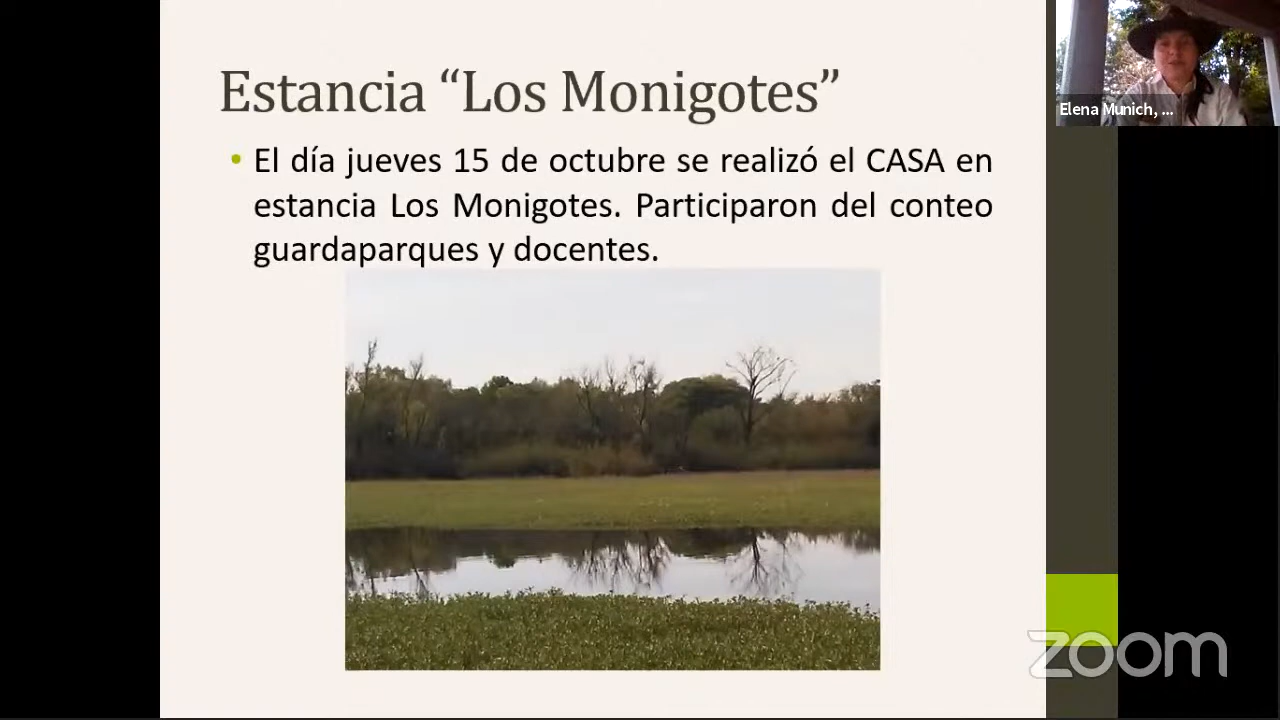 Estancia “Los Monigotes”
• El día jueves 15 de octubre se realizó el CASA en
estancia Los Monigotes. Participaron del conteo
guardaparques y docentes.
Elena Munich, ...
zoom